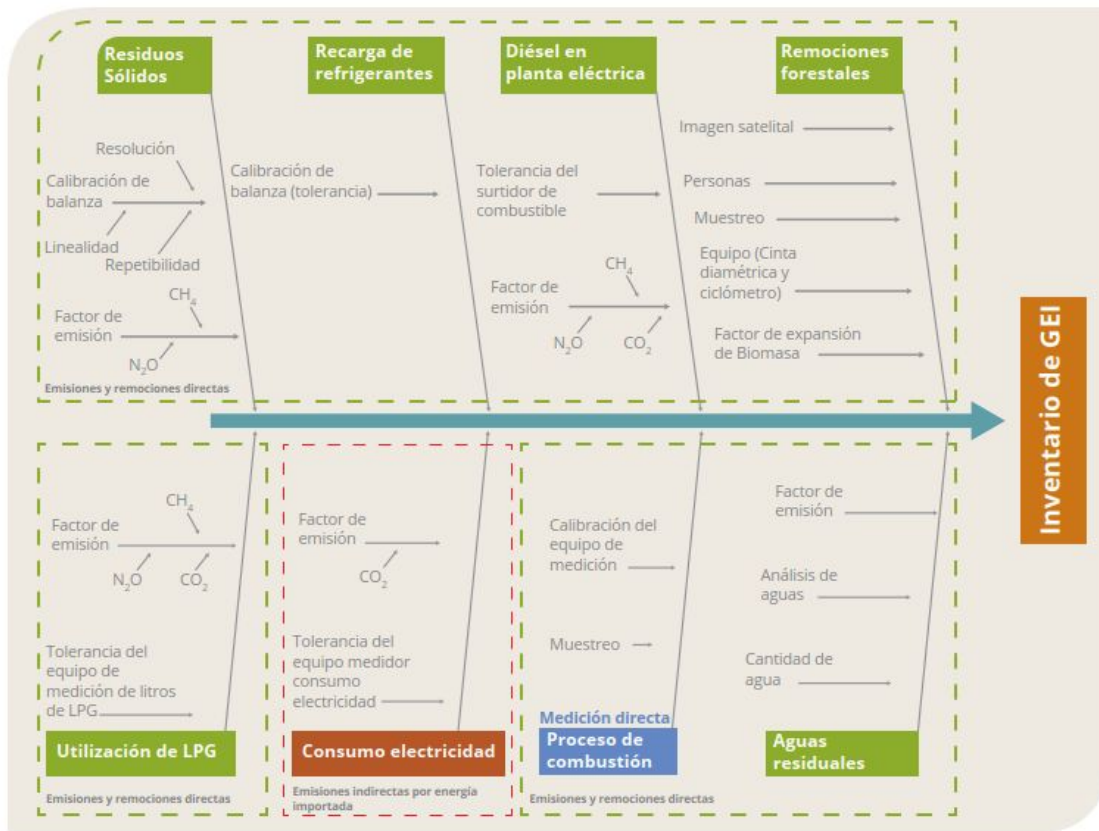 Residuos
Sólidos
Recarga de
refrigerantes
Diésel en
planta eléctrica
Remociones
forestales
Resolución
Calibración de
balanza
Linealidad
Repetibilidad
CH₄
Factor de
emisión
N₂O
Emisiones y remociones directas
Calibración de
balanza (tolerancia)
Tolerancia del
surtidor de
combustible
CH₄
Factor de
emisión
N₂O
CO₂
Imagen satelital
Personas
Muestreo
Equipo (Cinta
diamétrica y
ciclómetro)
Factor de expansión
de Biomasa
Inventario de GEI
CH₄
Factor de
emisión
N₂O
CO₂
Tolerancia del
equipo de
medición de litros
de LPG
Utilización de LPG
Emisiones y remociones directas
Factor de
emisión
CO₂
Tolerancia del
equipo medidor
consumo
electricidad
Consumo electricidad
Emisiones indirectas por energía
importada
Calibración del
equipo de
medición
Muestreo
Medición directa
Proceso de
combustión
Emisiones y remociones directas
Factor de
emisión
Análisis de
aguas
Cantidad de
agua
Aguas
residuales